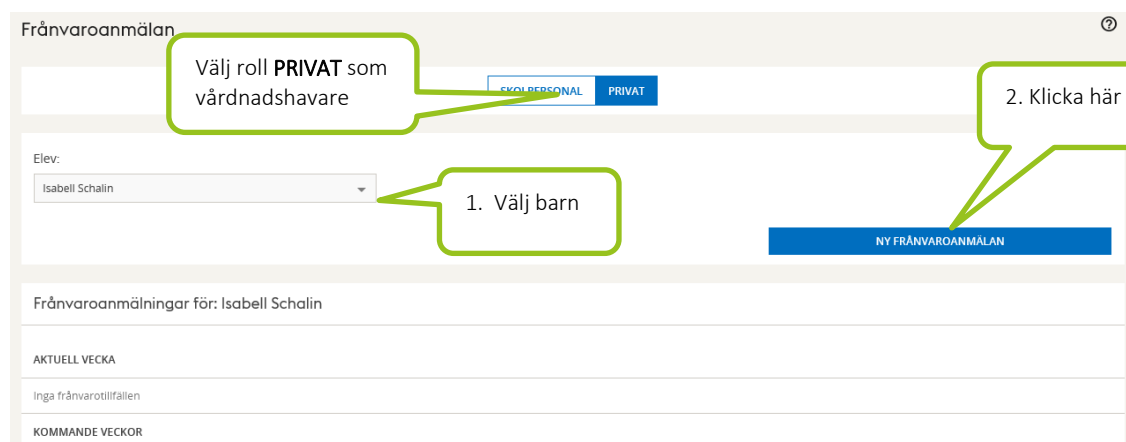 Frånvaroanmälan
Välj roll PRIVAT som
vårdnadshavare
SKOLPERSONAL PRIVAT
2. Klicka här
Elev:
Isabell Schalin
1. Välj barn
NY FRÅNVAROANMÄLAN
Frånvaroanmälningar för: Isabell Schalin
AKTUELL VECKA
Inga frånvarotillfällen
KOMMANDE VECKOR